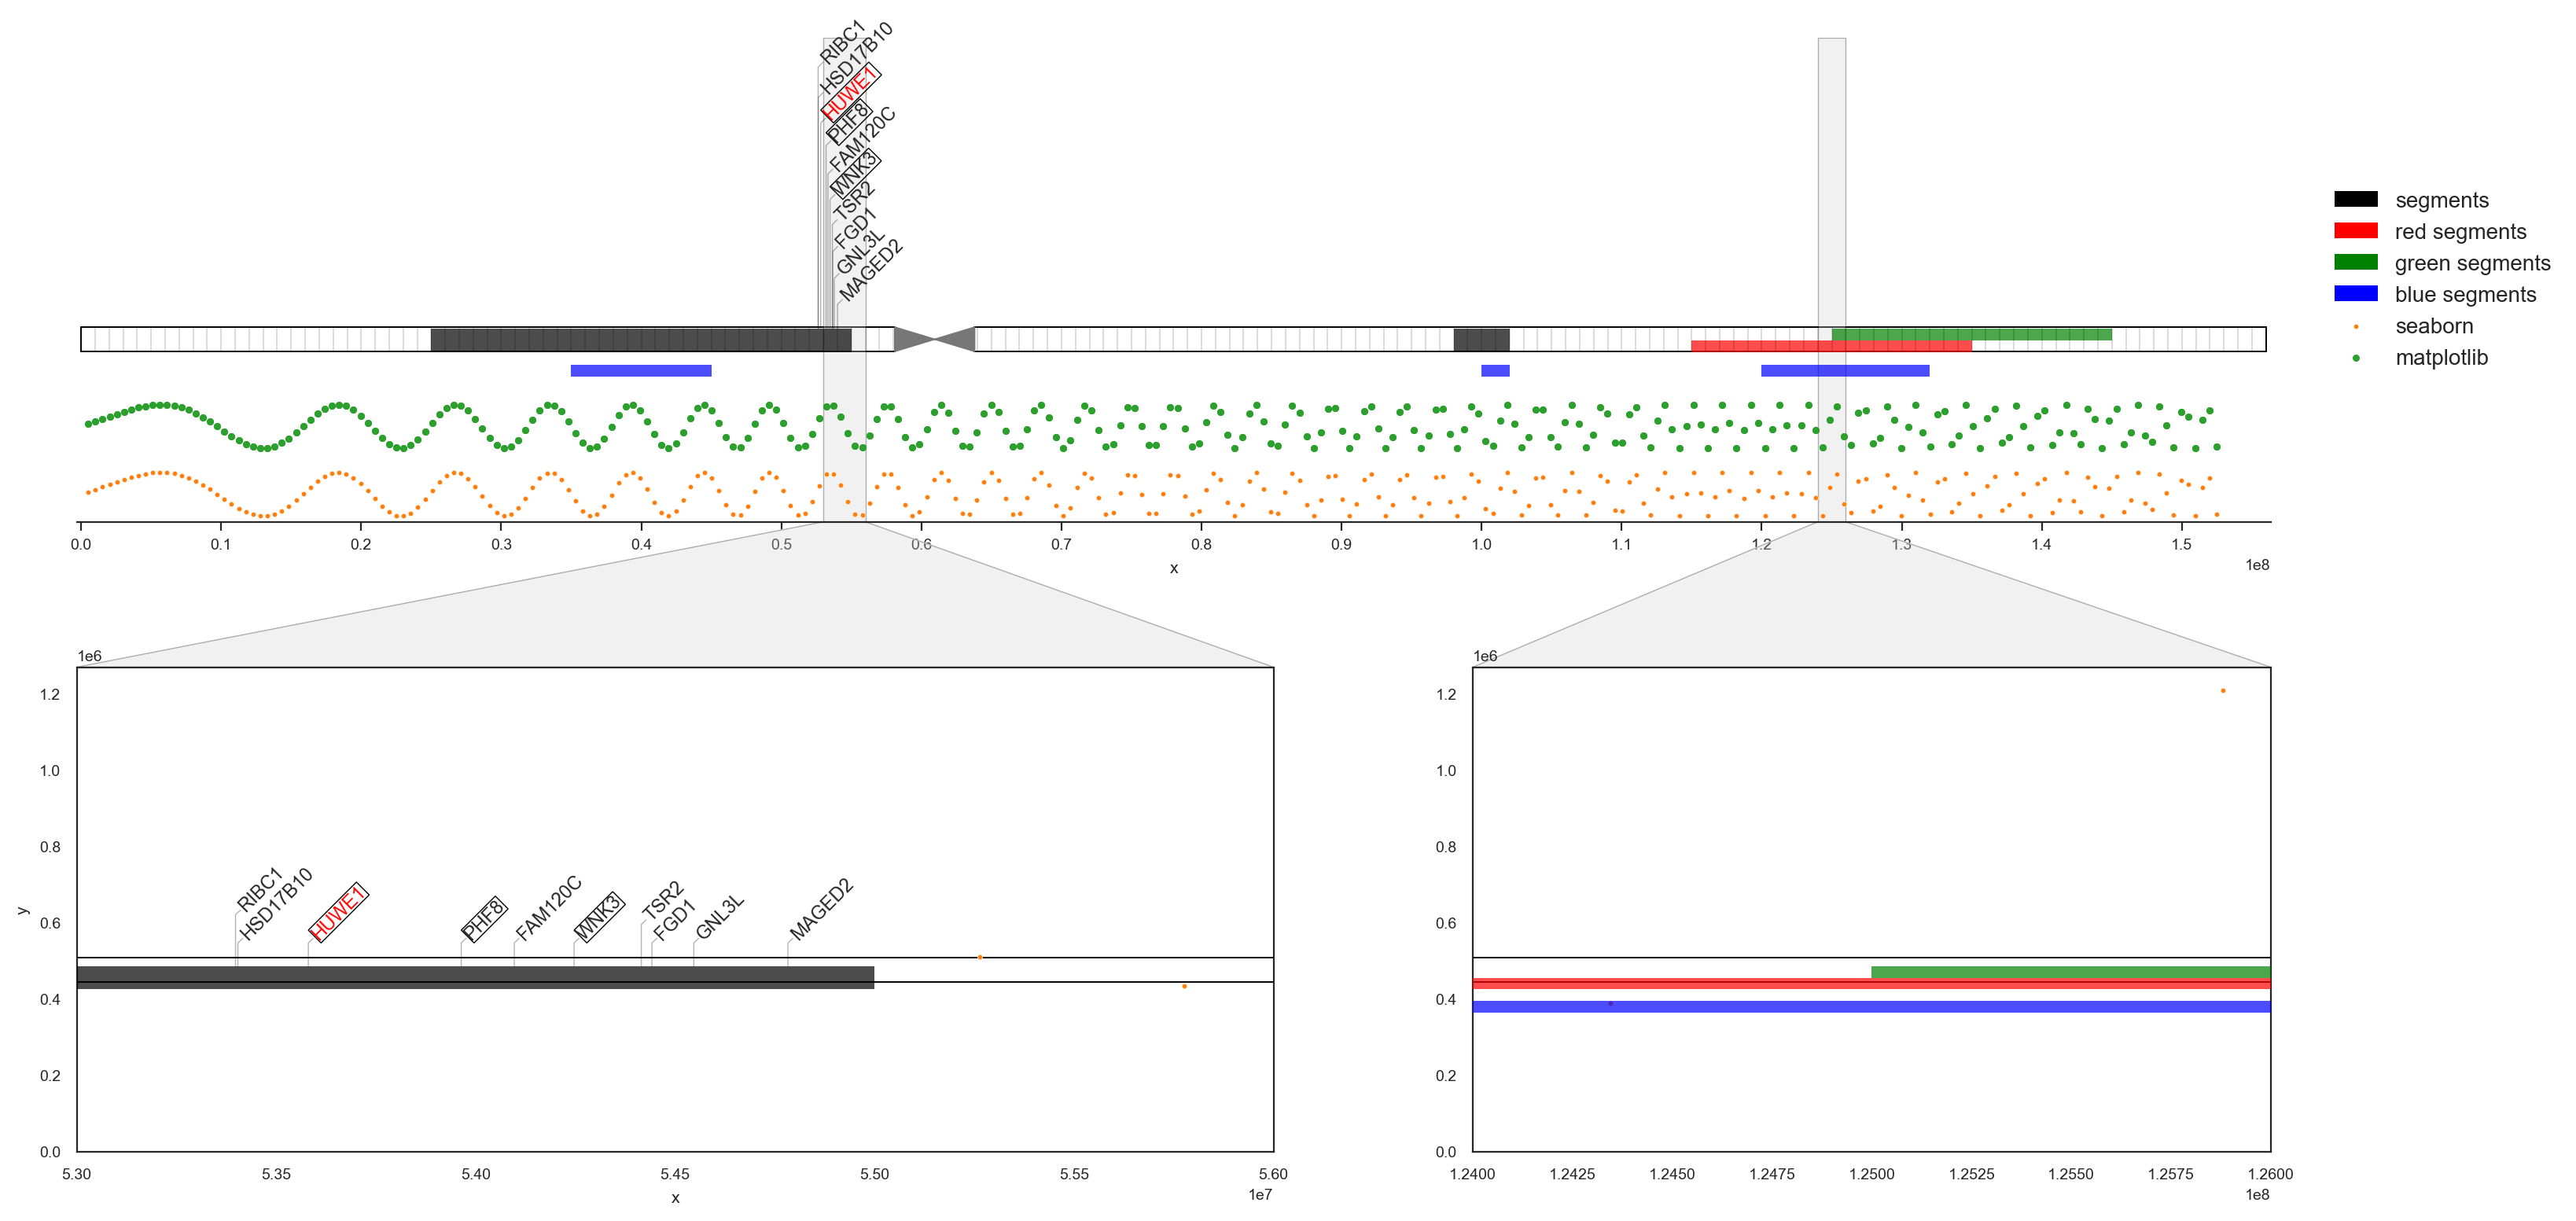 RIBC1
HSD17B10
HUWE1
PHF8
FAM120C
WNK3
TSR2
FGD1
GNL3L
MAGED2
segments
red segments
green segments
blue segments
seaborn
matplotlib
0.0 0.1 0.2 0.3 0.4 0.5 0.6 0.7 0.8 0.9 1.0 1.1 1.2 1.3 1.4 1.5
x
1e8
1e6
1.2
1.0
0.8
0.6
0.4
0.2
0.0
y
RIBC1
HSD17B10
HUWE1
PHF8
FAM120C
WNK3
TSR2
FGD1
GNL3L
MAGED2
5.30 5.35 5.40 5.45 5.50 5.55 5.60
x
1e7
1e6
1.2
1.0
0.8
0.6
0.4
0.2
0.0
1.2400 1.2425 1.2450 1.2475 1.2500 1.2525 1.2550 1.2575 1.2600
1e8